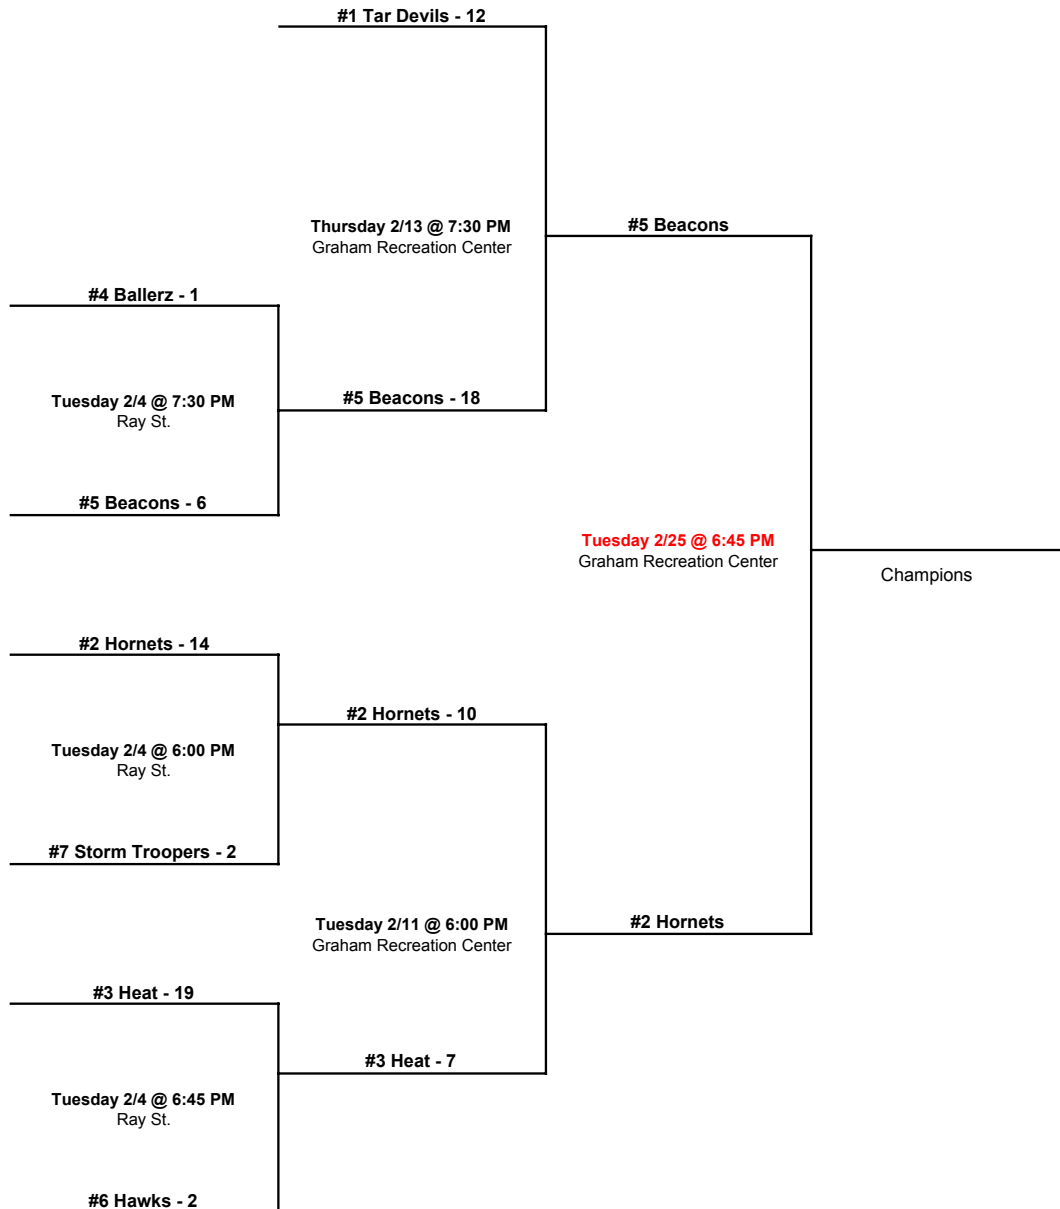 #1 Tar Devils - 12
Thursday 2/13 @ 7:30 PM
Graham Recreation Center
#5 Beacons
#4 Ballerz - 1
Tuesday 2/4 @ 7:30 PM
Ray St.
#5 Beacons - 18
#5 Beacons - 6
Tuesday 2/25 @ 6:45 PM
Graham Recreation Center
Champions
#2 Hornets - 14
#2 Hornets - 10
Tuesday 2/4 @ 6:00 PM
Ray St.
#7 Storm Troopers - 2
Tuesday 2/11 @ 6:00 PM
Graham Recreation Center
#2 Hornets
#3 Heat - 19
#3 Heat - 7
Tuesday 2/4 @ 6:45 PM
Ray St.
#6 Hawks - 2